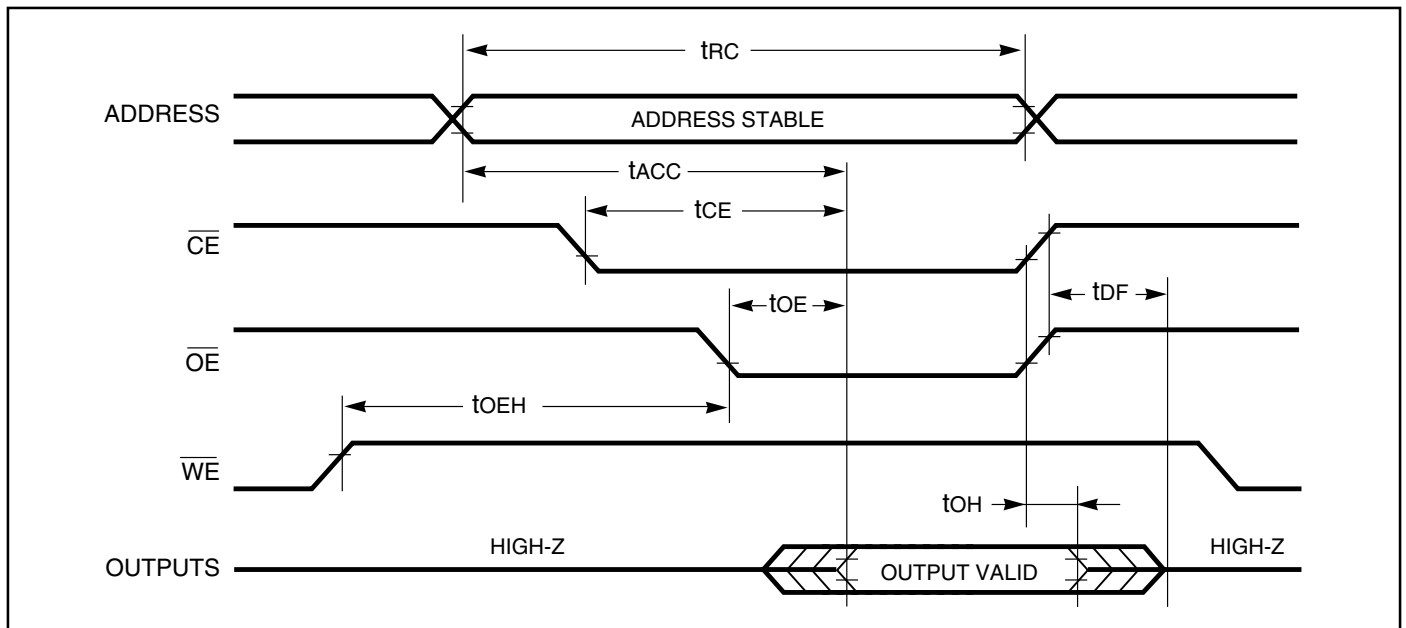 tRC
ADDRESS
ADDRESS STABLE
tACC
tCE
CE
tOE
tDF
OE
tOEH
WE
tOH
HIGH-Z
HIGH-Z
OUTPUTS
OUTPUT VALID